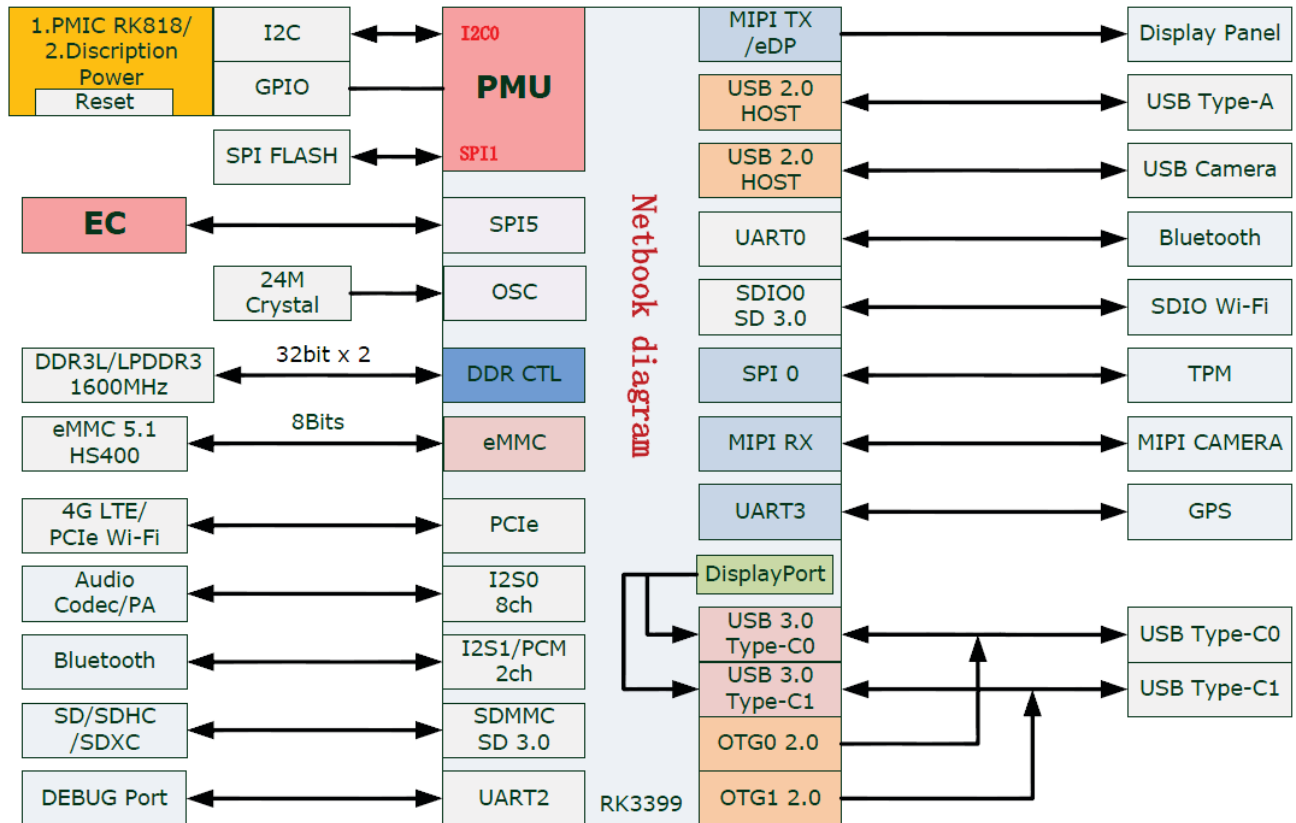 1.PMIC RK818/
2.Discription
Power
Reset
I2C
GPIO
SPI FLASH
EC
24M
Crystal
DDR3L/LPDDR3
1600MHz
32bit x 2
eMMC 5.1
HS400
8Bits
4G LTE/
PCIe Wi-Fi
Audio
Codec/PA
Bluetooth
SD/SDHC
/SDXC
DEBUG Port
I2C0
PMU
SPI1
SPI5
OSC
DDR CTL
eMMC
PCIe
I2S0
8ch
I2S1/PCM
2ch
SDMMC
SD 3.0
UART2
Netbook diagram
RK3399
MIPI TX
/eDP
USB 2.0
HOST
USB 2.0
HOST
UART0
SDIO0
SD 3.0
SPI 0
MIPI RX
UART3
DisplayPort
USB 3.0
Type-C0
USB 3.0
Type-C1
OTG0 2.0
OTG1 2.0
Display Panel
USB Type-A
USB Camera
Bluetooth
SDIO Wi-Fi
TPM
MIPI CAMERA
GPS
USB Type-C0
USB Type-C1